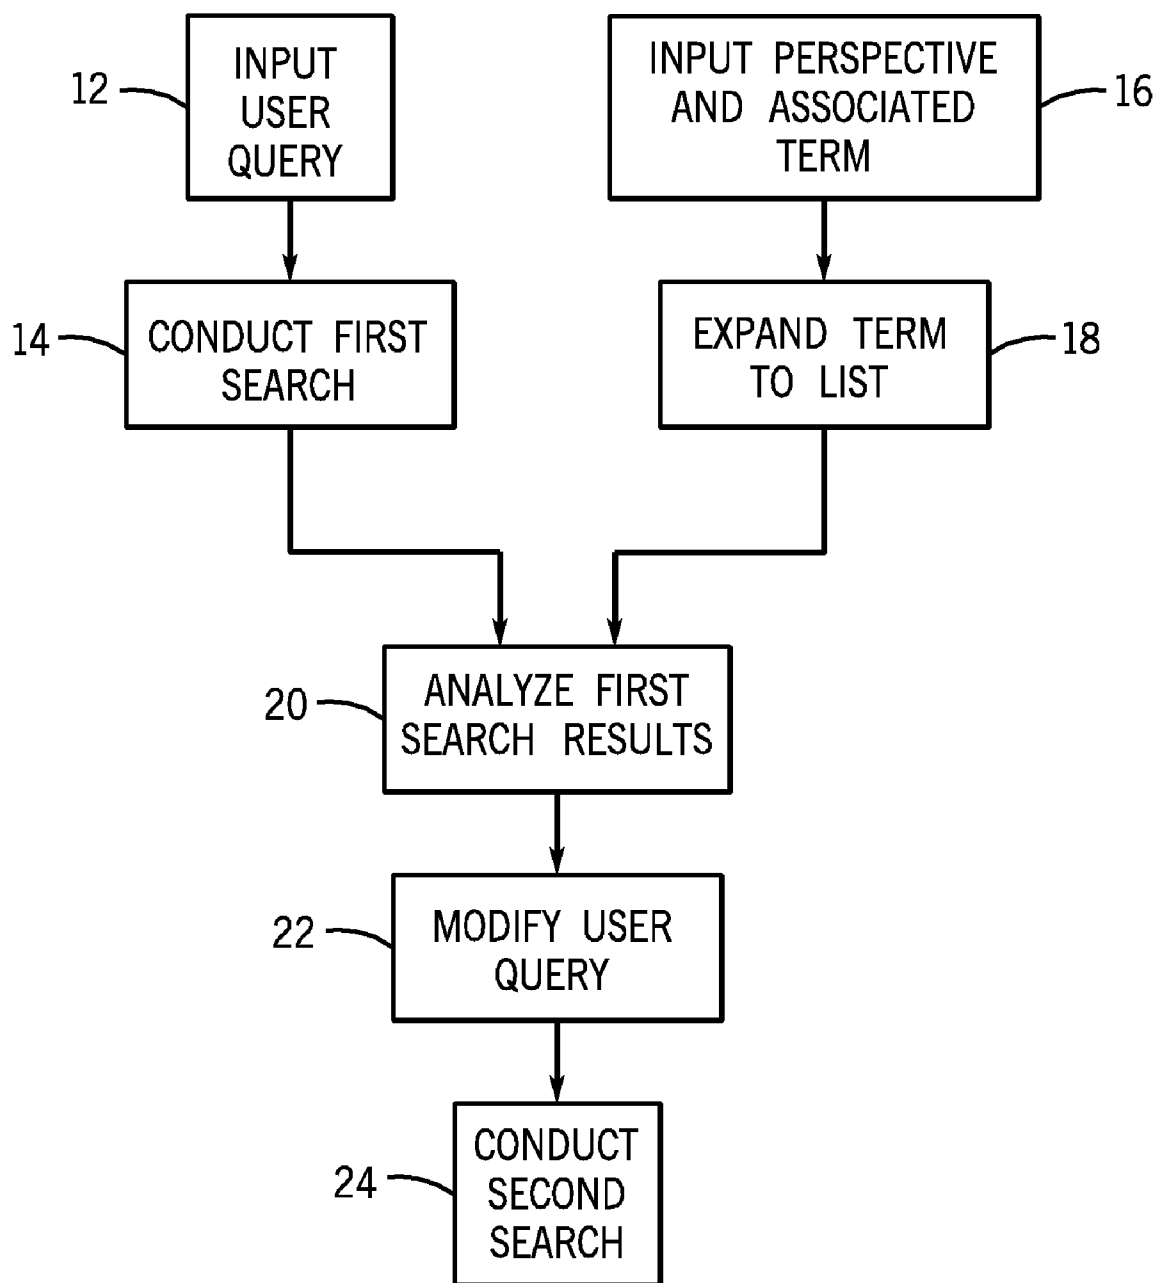 12
INPUT
USER
QUERY
INPUT PERSPECTIVE
AND ASSOCIATED
TERM
16
14
CONDUCT FIRST
SEARCH
EXPAND TERM
TO LIST
18
20
ANALYZE FIRST
SEARCH RESULTS
22
MODIFY USER
QUERY
24
CONDUCT
SECOND
SEARCH